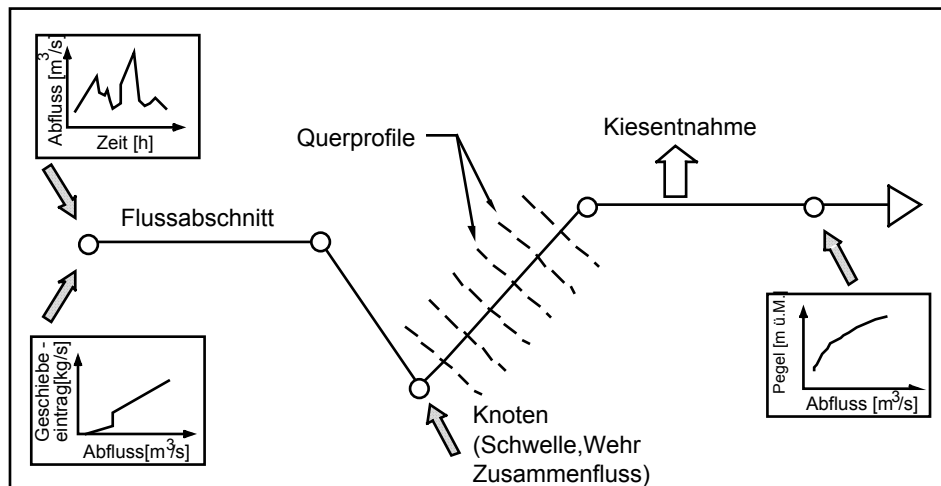 Abfluss [m³/s]
Zeit [h]
Querprofile
Kiesentnahme
Flussabschnitt
Geschiebe -
eintrag[kg/s]
Abfluss[m³/s]
Knoten
(Schwelle,Wehr
Zusammenfluss)
Pegel [m ü.M.]
Abfluss [m³/s]